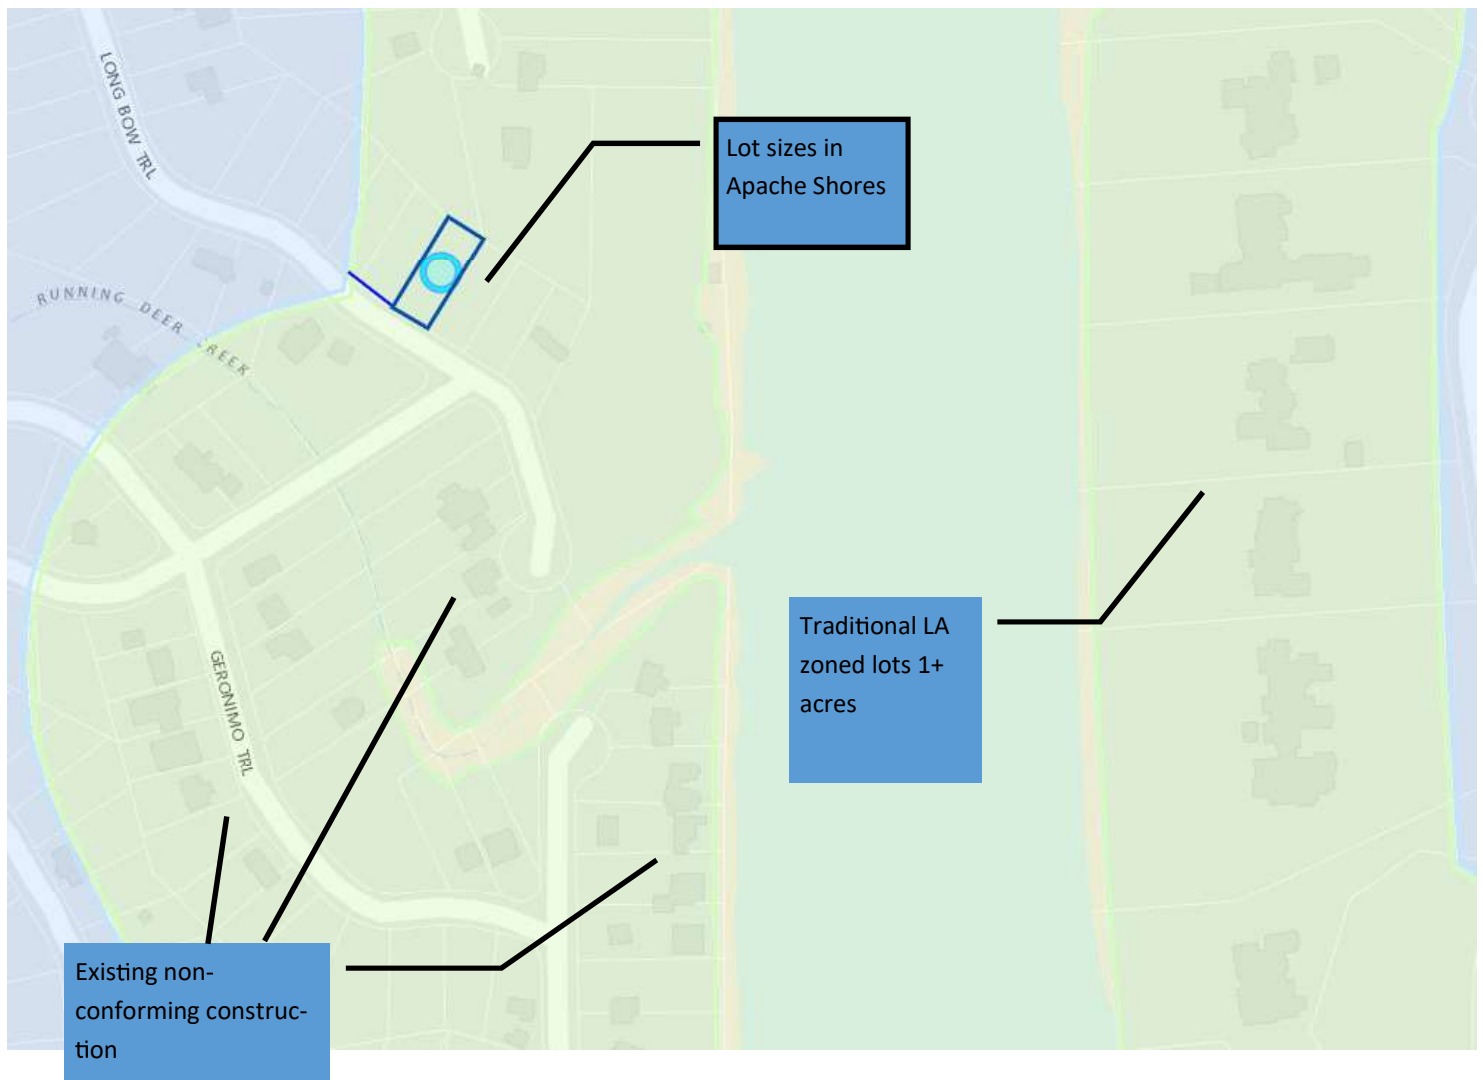 LONG BOW TRL
Lot sizes in
Apache Shores
RUNNING DEER CREEK
Traditional LA
zoned lots 1+
acres
GERONIMO TRL
Existing non-
conforming construc-
tion